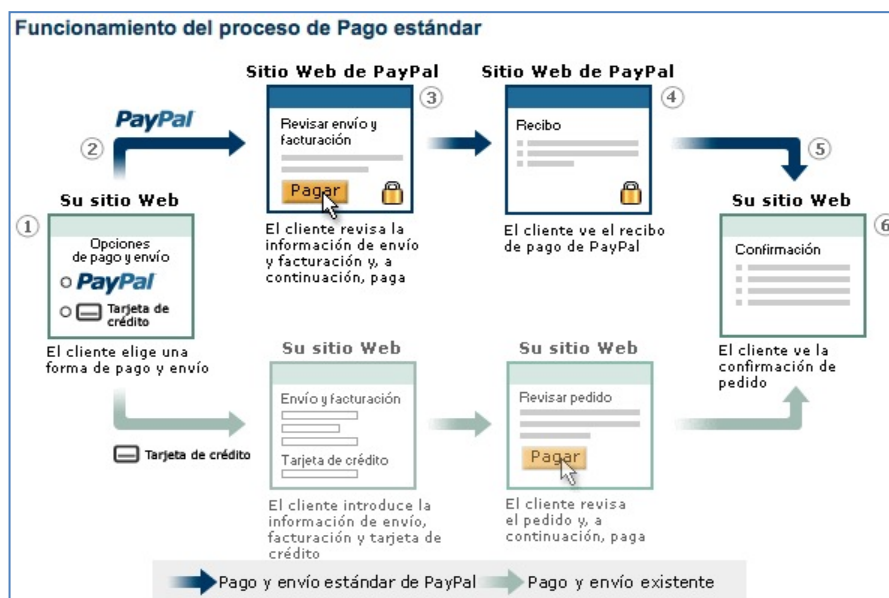 Funcionamiento del proceso de Pago estándar
Sitio Web de PayPal
Sitio Web de PayPal
PayPal
2
3
4
5
Revisar envío y
facturación
Pagar
El cliente revisa la
información de envío
y facturación y, a
continuación, paga
Recibo
El cliente ve el recibo
de pago de PayPal
Su sitio Web
1
Opciones
de pago y envío
PayPal
Tarjeta de
crédito
El cliente elige una
forma de pago y envío
Su sitio Web
6
Confirmación
El cliente ve la
confirmación de
pedido
Tarjeta de crédito
Su sitio Web
Envío y facturación
Tarjeta de crédito
El cliente introduce la
información de envío,
facturación y tarjeta de
crédito
Su sitio Web
Revisar pedido
Pagar
El cliente revisa
el pedido y, a
continuación, paga
Pago y envío estándar de PayPal
Pago y envío existente